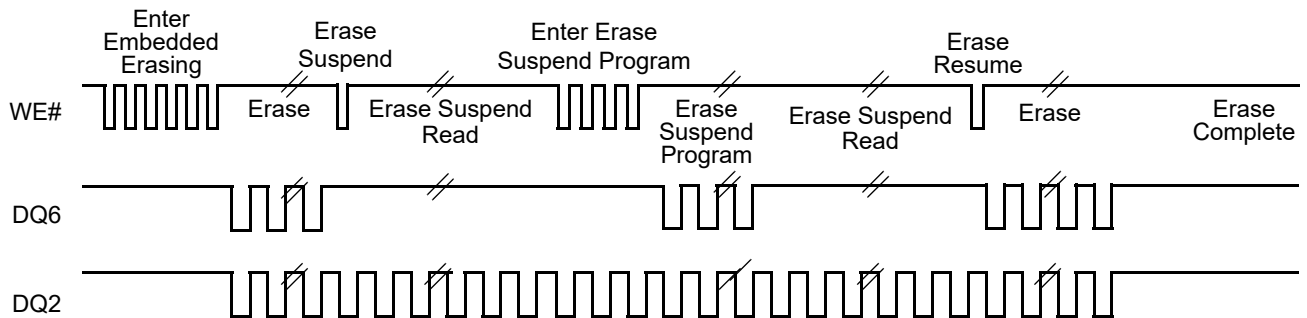 Enter
Embedded
Erasing
Erase
Suspend
Enter Erase
Suspend Program
Erase
Resume
WE#
Erase
Erase Suspend
Read
Erase
Suspend
Program
Erase Suspend
Read
Erase
Erase
Complete
DQ6
DQ2